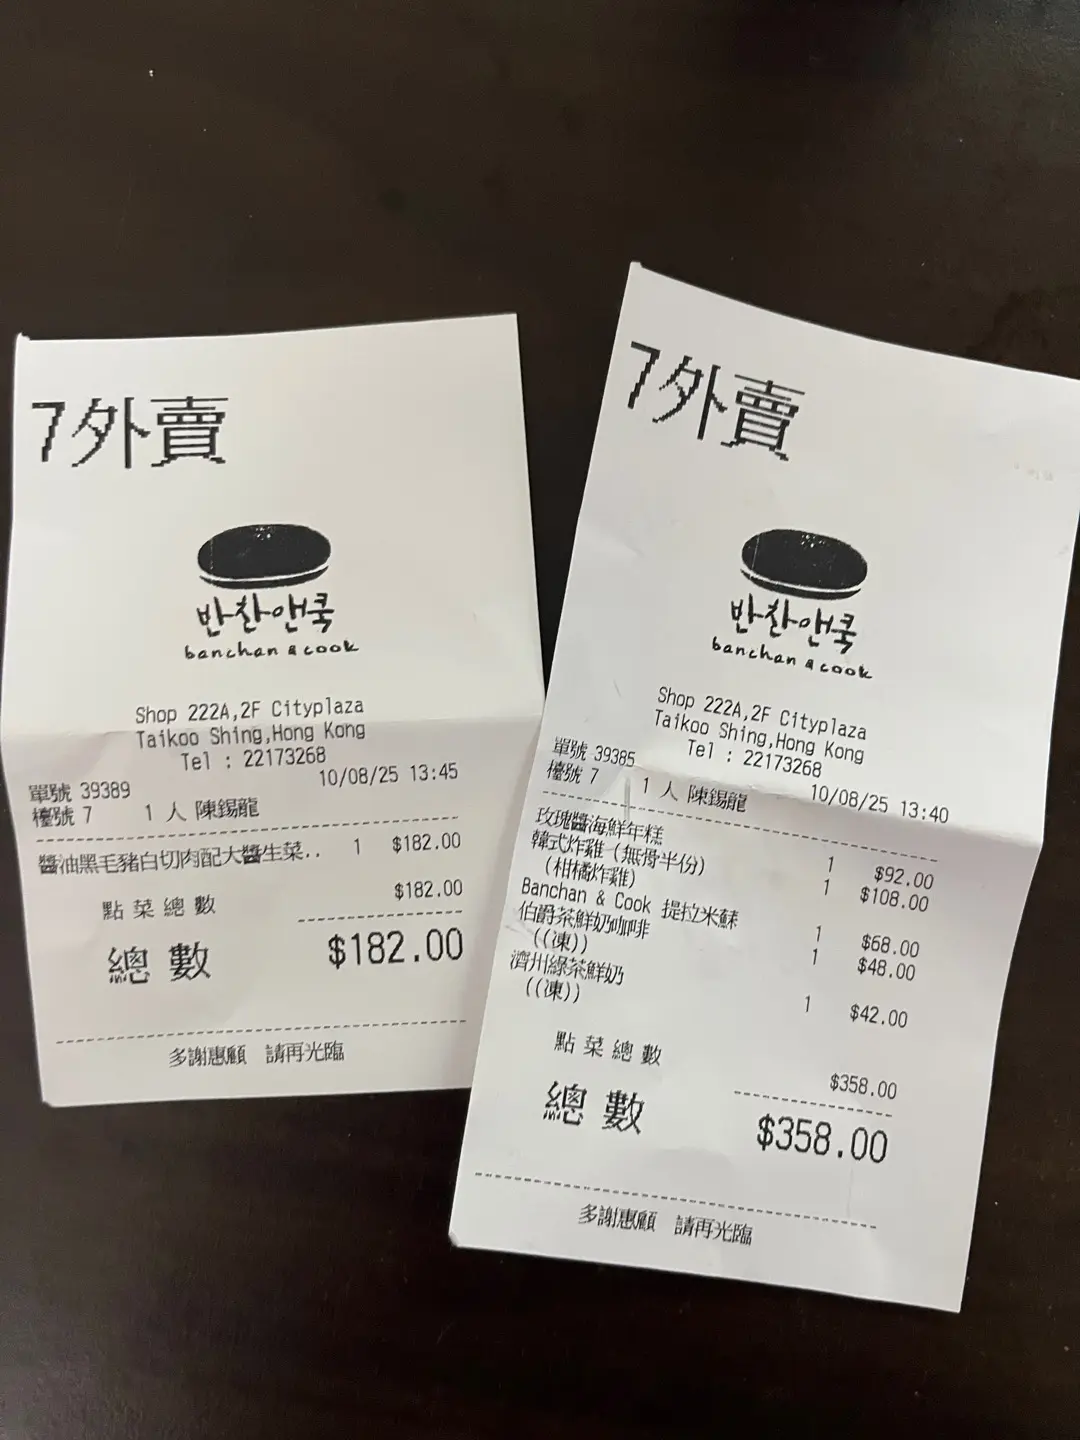 7外賣
반찬앤쿡
banchan & cook
Shop 222A,2F Cityplaza
Taikoo Shing,Hong Kong
Tel : 22173268
單號 39389 10/08/25 13:45
檯號 7 1 人 陳錫龍
醬油黑毛豬白切肉配大醬生菜.. 1 $182.00
點菜總數 $182.00
總數 $182.00
多謝惠顧 請再光臨
7外賣
반찬앤쿡
banchan & cook
Shop 222A,2F Cityplaza
Taikoo Shing,Hong Kong
Tel : 22173268
單號 39385 10/08/25 13:40
檯號 7 1 人 陳錫龍
玫瑰醬海鮮年糕 1 $92.00
韓式炸雞 (無骨半份) 1 $108.00
(柑橘炸雞)
Banchan & Cook 提拉米蘇 1 $68.00
伯爵茶鮮奶咖啡 1 $48.00
((凍))
濟州綠茶鮮奶 1 $42.00
((凍))
點菜總數 $358.00
總數 $358.00
多謝惠顧 請再光臨